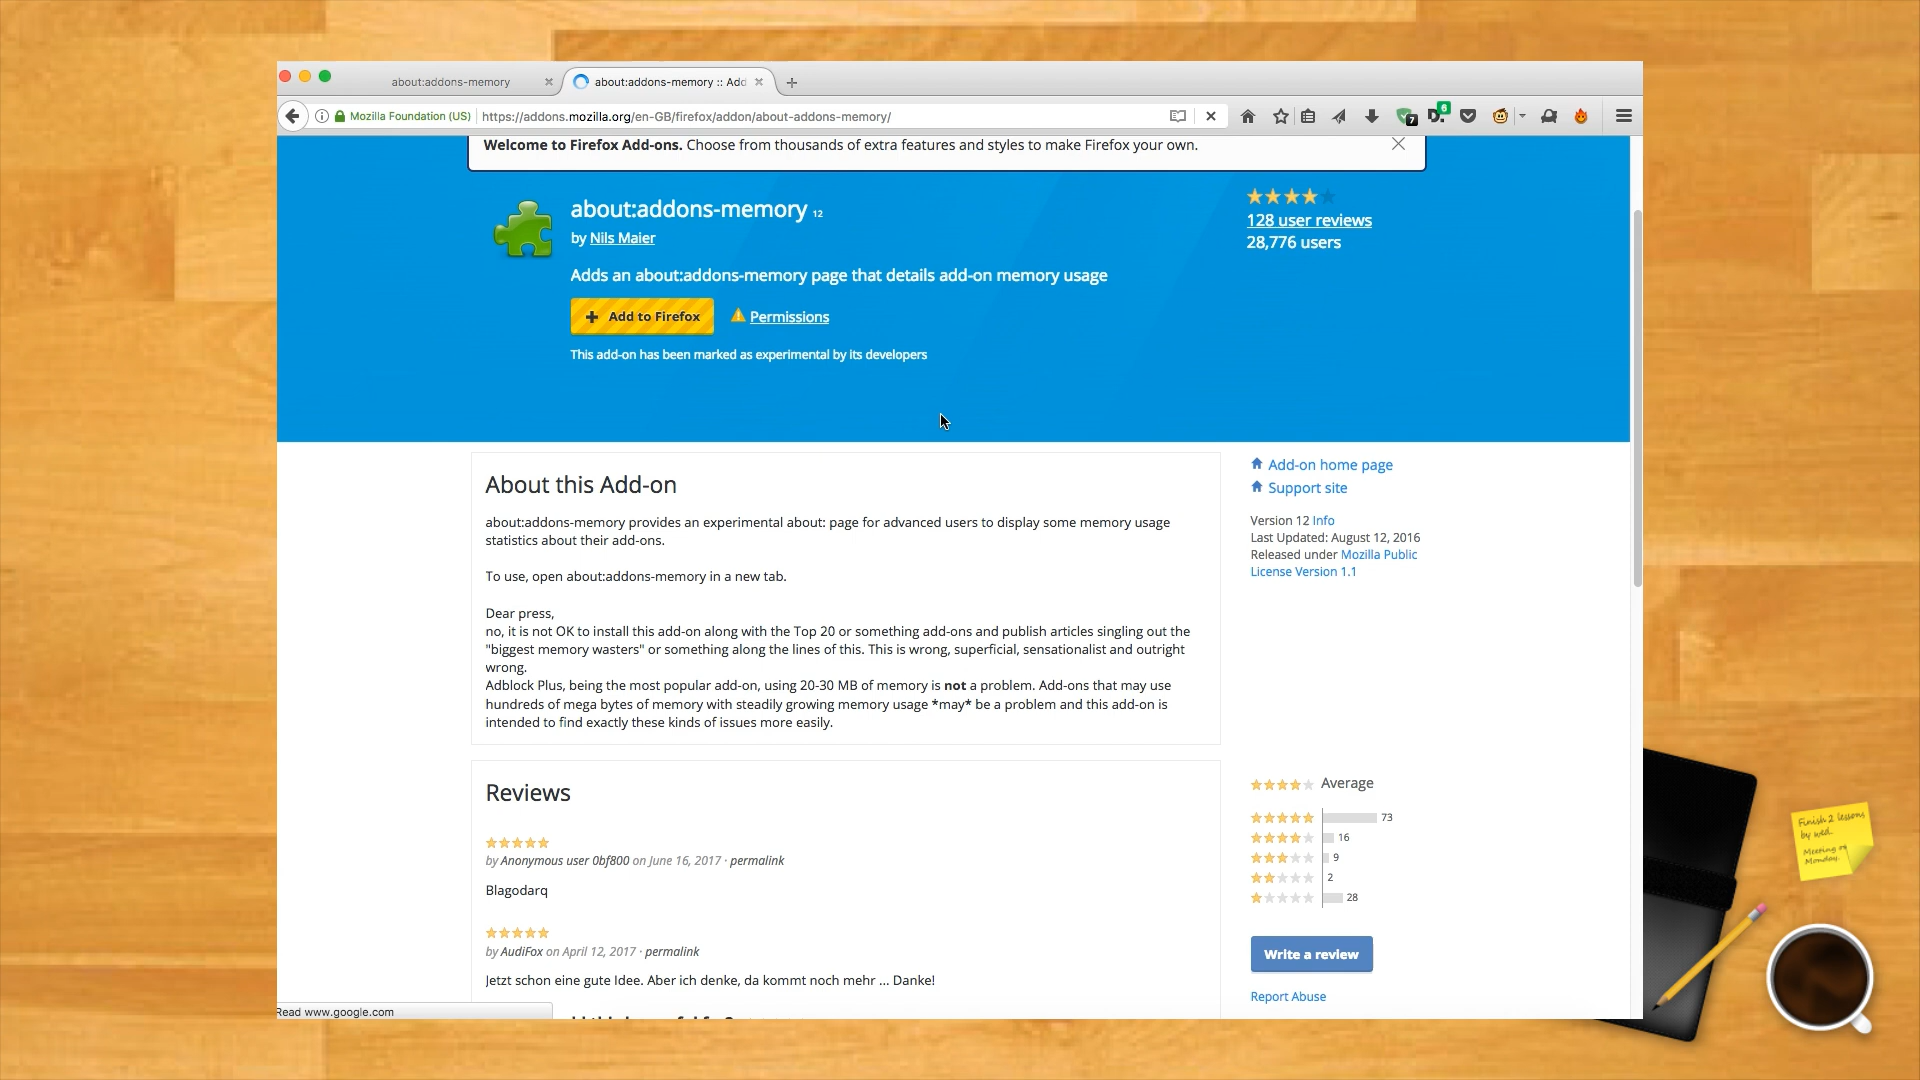 about:addons-memory
about:addons-memory :: Add
Mozilla Foundation (US)
https://addons.mozilla.org/en-GB/firefox/addon/about-addons-memory/
7
D.
6
Welcome to Firefox Add-ons. Choose from thousands of extra features and styles to make Firefox your own.
about:addons-memory 12
by Nils Maier
Adds an about:addons-memory page that details add-on memory usage
Add to Firefox
Permissions
This add-on has been marked as experimental by its developers
128 user reviews
28,776 users
About this Add-on
about:addons-memory provides an experimental about: page for advanced users to display some memory usage
statistics about their add-ons.
To use, open about:addons-memory in a new tab.
Dear press,
no, it is not OK to install this add-on along with the Top 20 or something add-ons and publish articles singling out the
"biggest memory wasters" or something along the lines of this. This is wrong, superficial, sensationalist and outright
wrong.
Adblock Plus, being the most popular add-on, using 20-30 MB of memory is not a problem. Add-ons that may use
hundreds of mega bytes of memory with steadily growing memory usage *may* be a problem and this add-on is
intended to find exactly these kinds of issues more easily.
Add-on home page
Support site
Version 12 Info
Last Updated: August 12, 2016
Released under Mozilla Public
License Version 1.1
Reviews
by Anonymous user 0bf800 on June 16, 2017 · permalink
Blagodarq
by AudiFox on April 12, 2017 · permalink
Jetzt schon eine gute Idee. Aber ich denke, da kommt noch mehr ... Danke!
Average
73
16
9
2
28
Write a review
Report Abuse
Read www.google.com
Finish 2 lessons
by wed.
Meeting on
Monday.